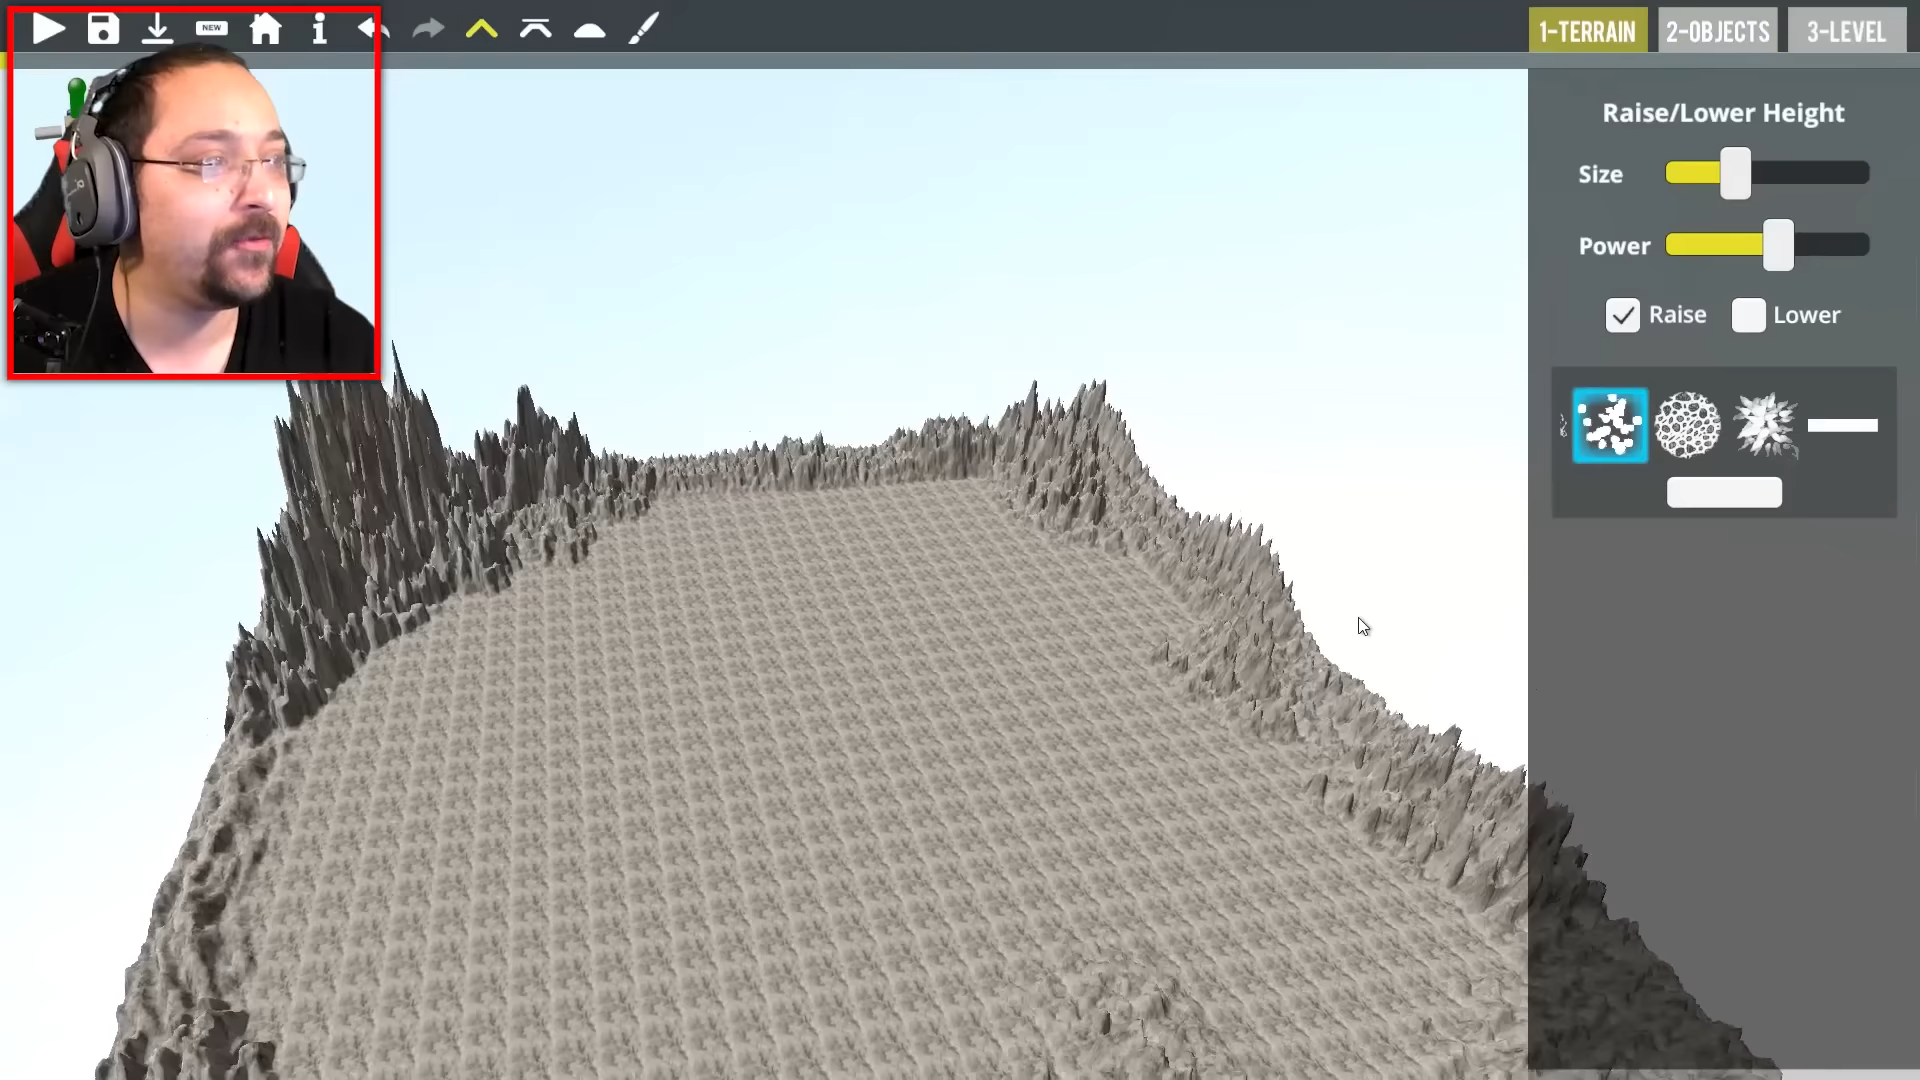 NEW
1-TERRAIN
2-OBJECTS
3-LEVEL
Raise/Lower Height
Size
Power
Raise
Lower